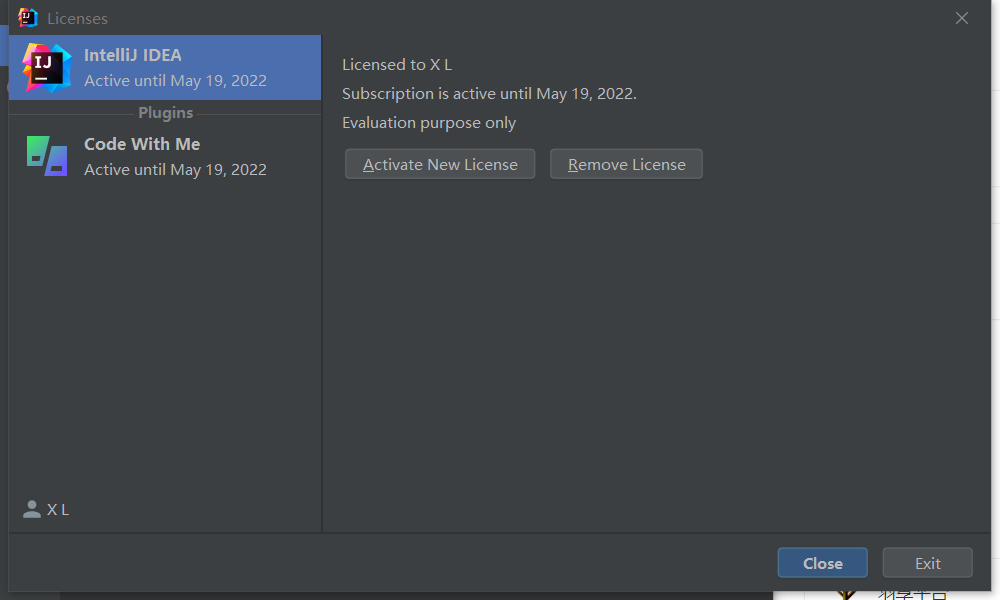 Licenses
IJ
IntelliJ IDEA
Active until May 19, 2022
Plugins
Code With Me
Active until May 19, 2022
X L
Licensed to X L
Subscription is active until May 19, 2022.
Evaluation purpose only
Activate New License
Remove License
Close
Exit